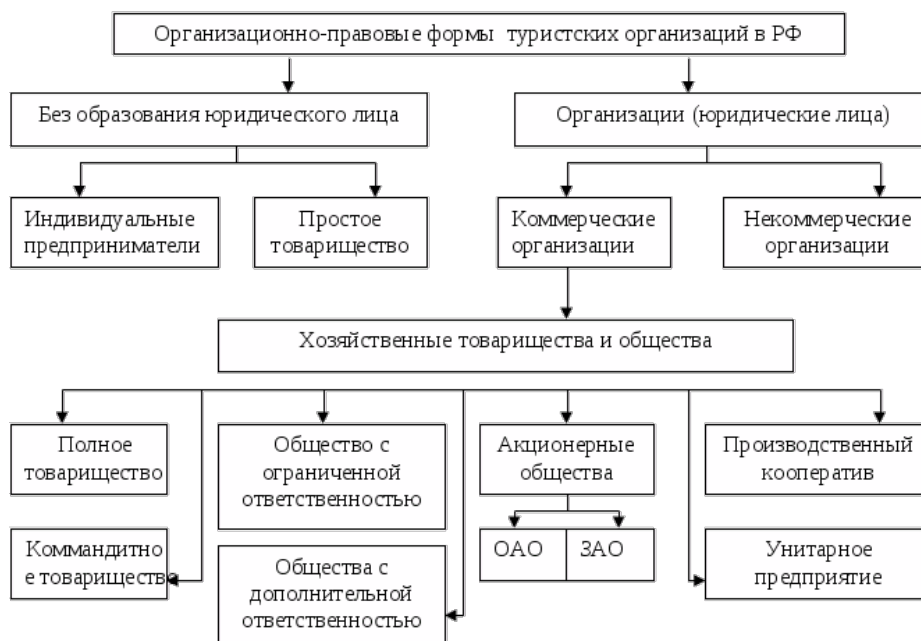 Организационно-правовые формы туристских организаций в РФ
Без образования юридического лица
Организации (юридические лица)
Индивидуальные
предприниматели
Простое
товарищество
Коммерческие
организации
Некоммерческие
организации
Хозяйственные товарищества и общества
Полное
товарищество
Общество с
ограниченной
ответственностью
Акционерные
общества
Производственный
кооператив
Коммандитно
е товарищество
Общества с
дополнительной
ответственностью
ОАО
ЗАО
Унитарное
предприятие